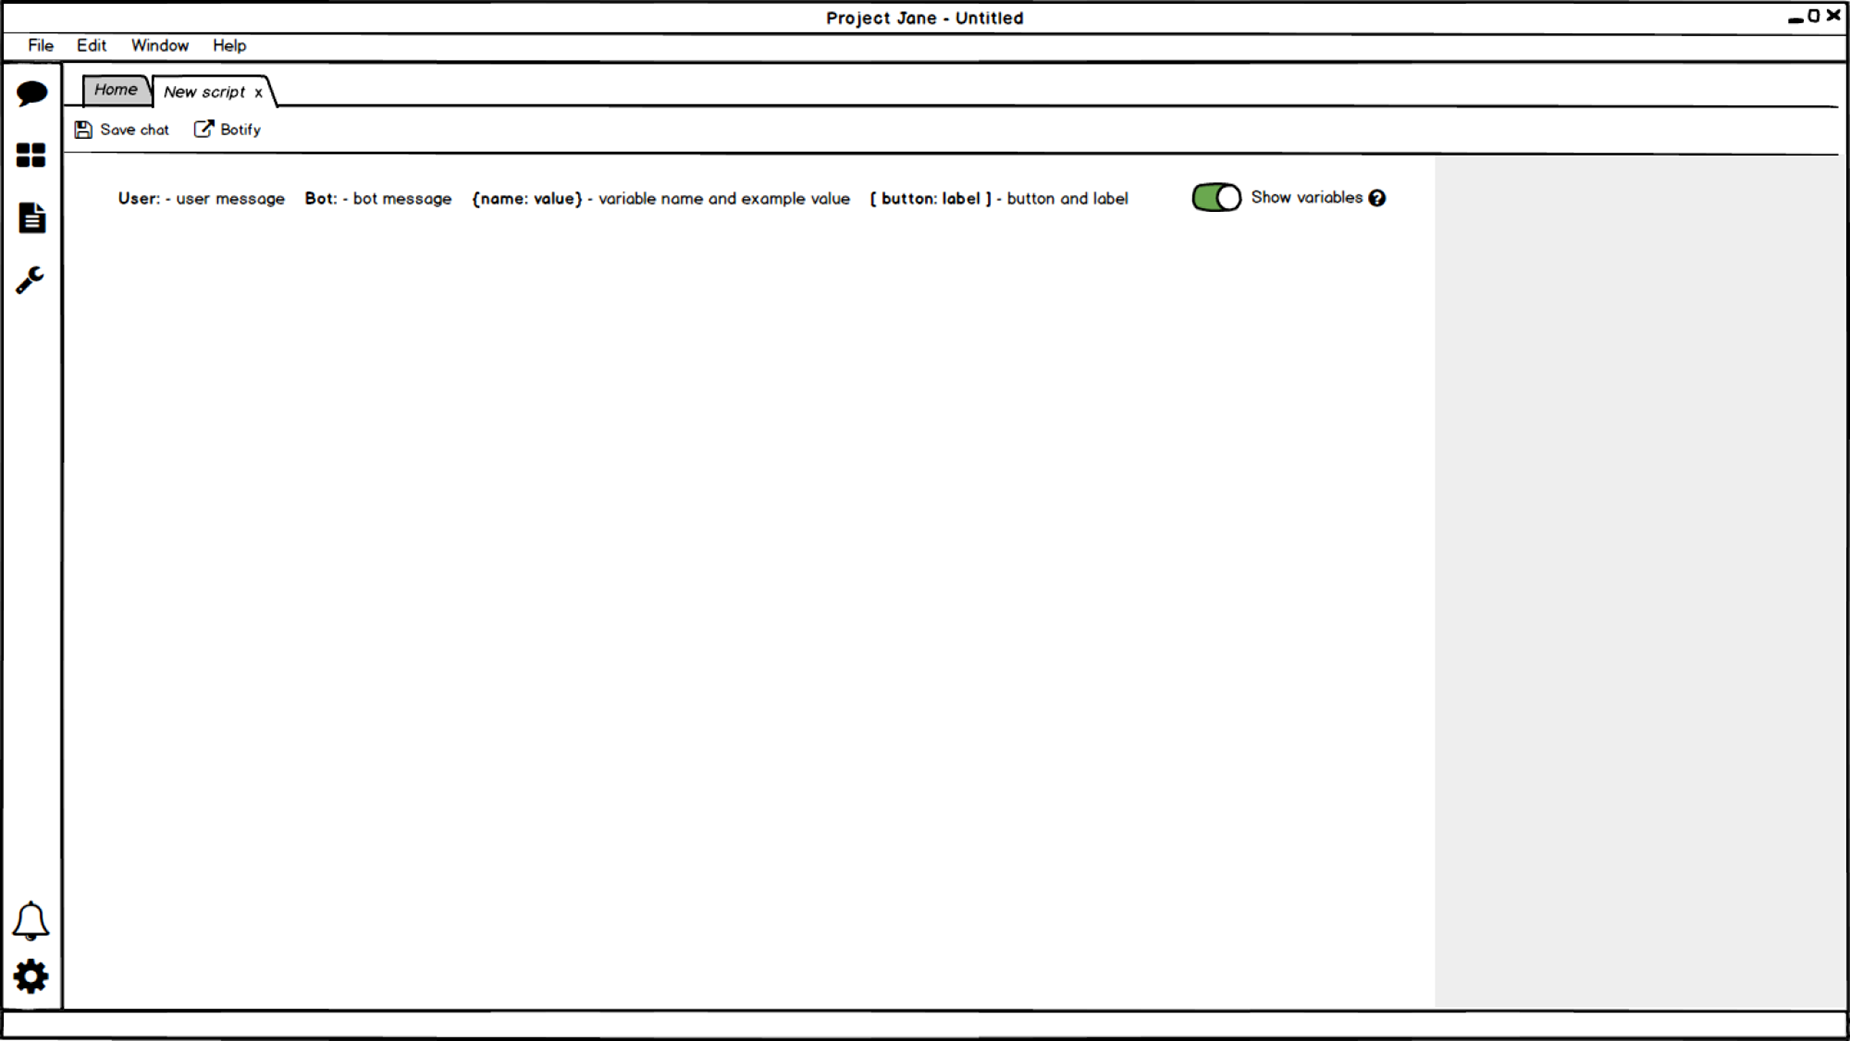 Project Jane - Untitled
File Edit Window Help
Home New script x
Save chat Botify
User: - user message Bot: - bot message {name: value} - variable name and example value [ button: label ] - button and label Show variables ?